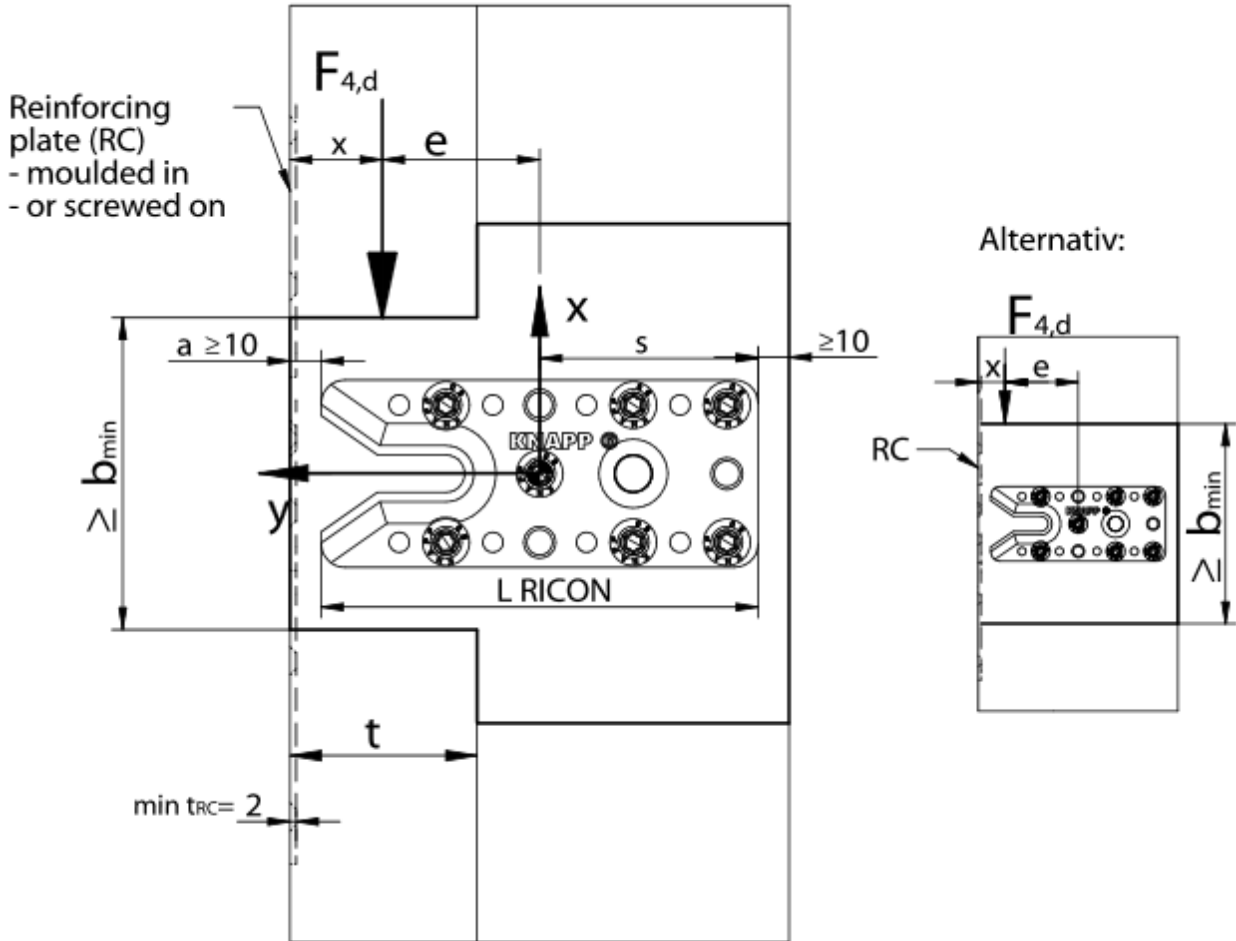 F4,d
Reinforcing
plate (RC)
- moulded in
- or screwed on
x
e
Alternativ:
x
a ≥10
s
≥10
F4,d
x
e
≥ bmin
KNAPP
y
RC
KNAPP
≥ bmin
L RICON
t
min tRC= 2